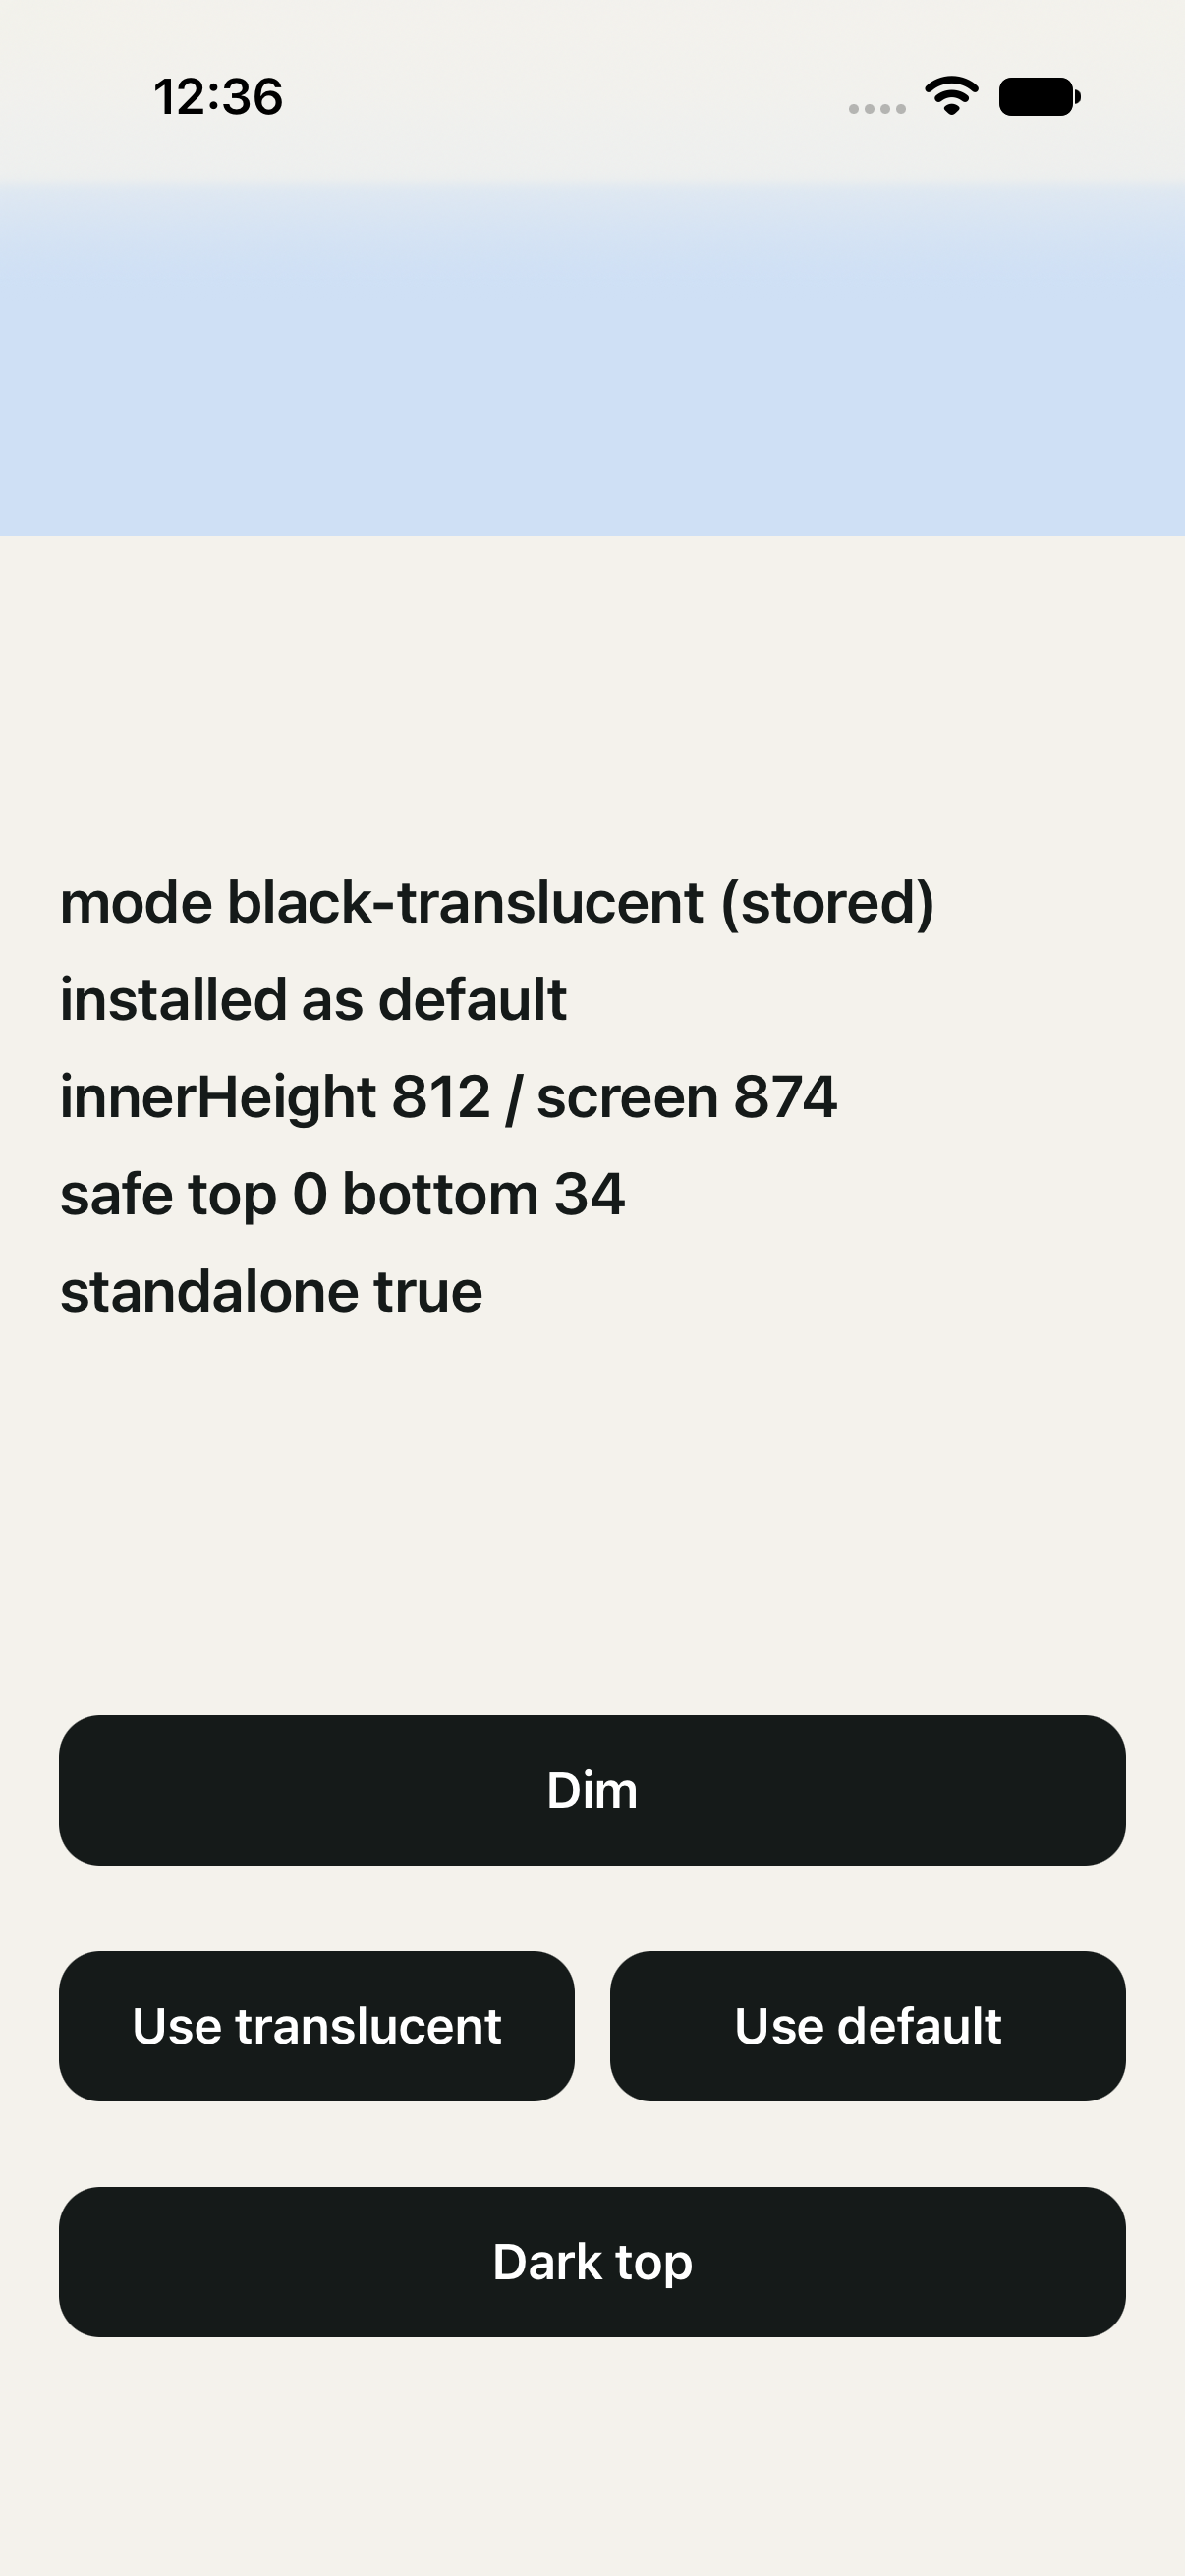 12:36
mode black-translucent (stored)
installed as default
innerHeight 812 / screen 874
safe top 0 bottom 34
standalone true
Dim
Use translucent
Use default
Dark top